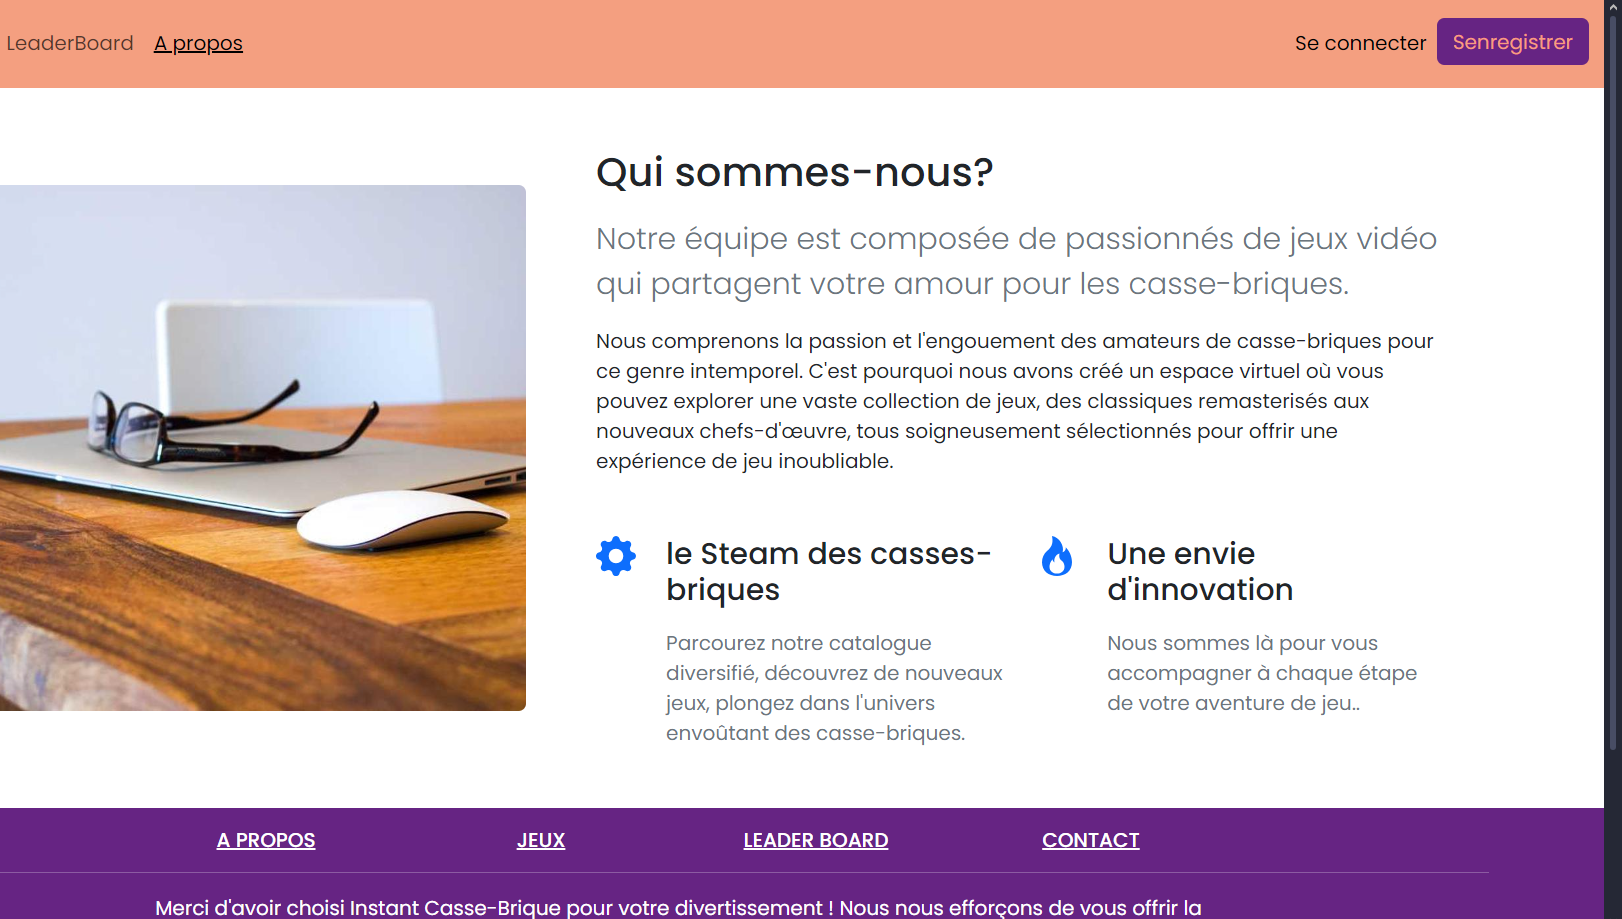 LeaderBoard A propos Se connecter Senregistrer
Qui sommes-nous?
Notre équipe est composée de passionnés de jeux vidéo
qui partagent votre amour pour les casse-briques.
Nous comprenons la passion et l'engouement des amateurs de casse-briques pour
ce genre intemporel. C'est pourquoi nous avons créé un espace virtuel où vous
pouvez explorer une vaste collection de jeux, des classiques remasterisés aux
nouveaux chefs-d'œuvre, tous soigneusement sélectionnés pour offrir une
expérience de jeu inoubliable.
le Steam des casses-
briques
Parcourez notre catalogue
diversifié, découvrez de nouveaux
jeux, plongez dans l'univers
envoûtant des casse-briques.
Une envie
d'innovation
Nous sommes là pour vous
accompagner à chaque étape
de votre aventure de jeu..
A PROPOS JEUX LEADER BOARD CONTACT
Merci d'avoir choisi Instant Casse-Brique pour votre divertissement ! Nous nous efforçons de vous offrir la